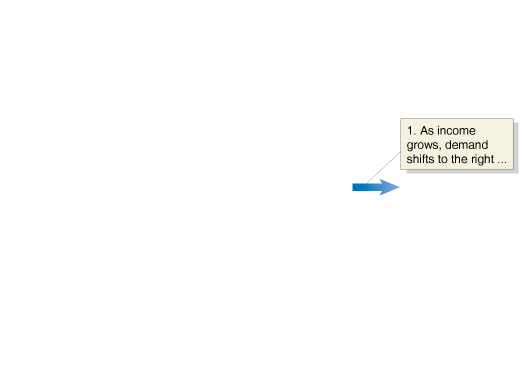 1. As income
grows, demand
shifts to the right ...